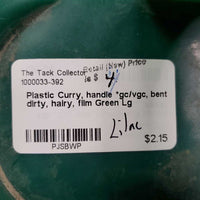 The Tack Collector
Retail (blsw) Price
1000033-392
is $ 4
Plastic Curry, handle *gc/vgc, bent
dirty, hairy, film Green Lg
Lilac
$2.15
PJSBWP